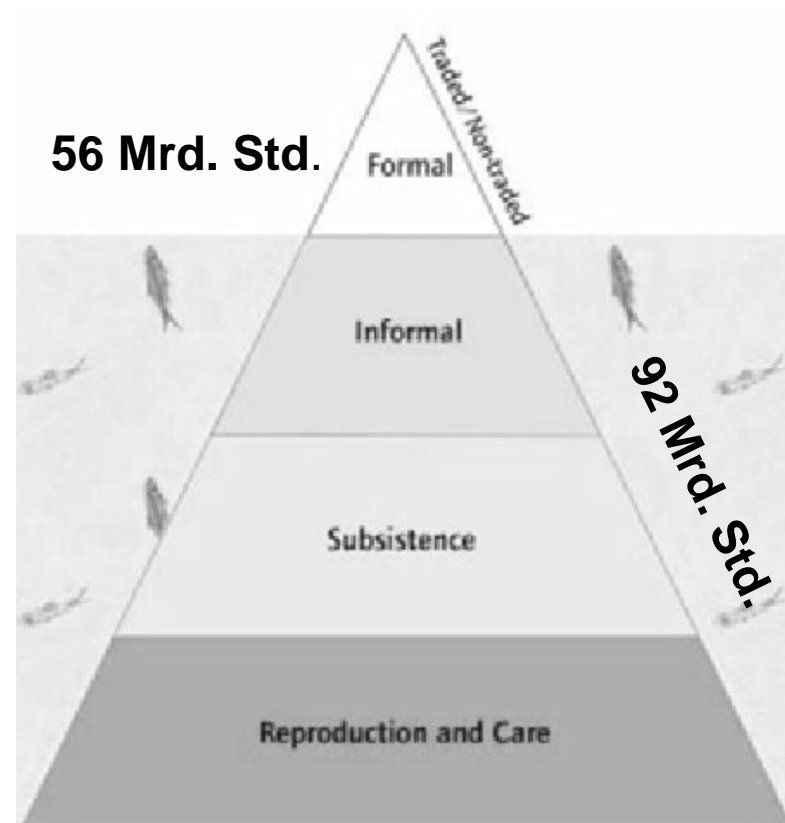 Traded/Non-traded
56 Mrd. Std.
Formal
Informal
92 Mrd. Std.
Subsistence
Reproduction and Care